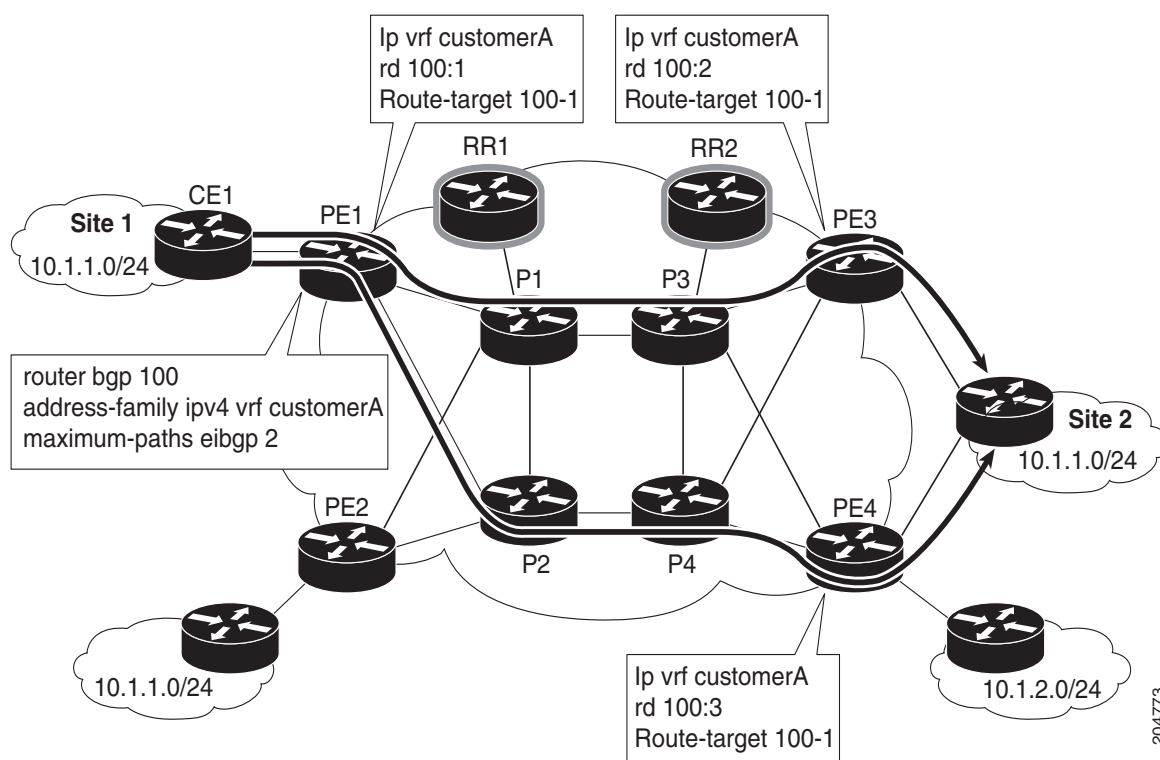 Ip vrf customerA
rd 100:1
Route-target 100-1
Ip vrf customerA
rd 100:2
Route-target 100-1
RR1
RR2
CE1
Site 1
10.1.1.0/24
PE1
PE3
P1
P3
router bgp 100
address-family ipv4 vrf customerA
maximum-paths eibgp 2
Site 2
10.1.1.0/24
PE2
PE4
P2
P4
10.1.1.0/24
Ip vrf customerA
rd 100:3
Route-target 100-1
10.1.2.0/24
204773